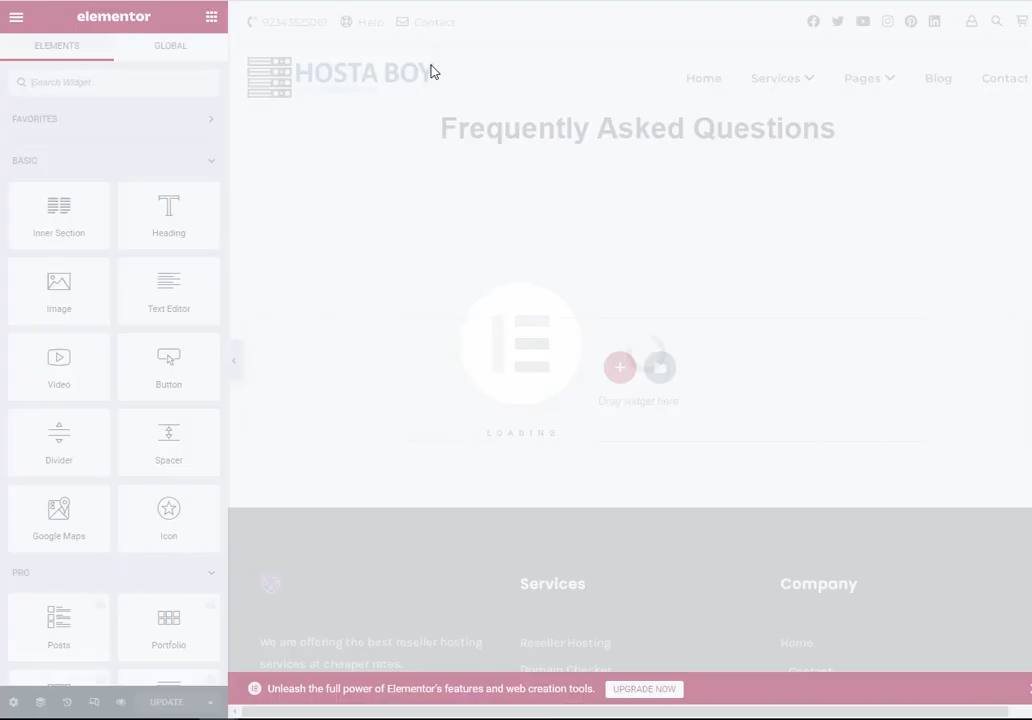 elementor
ELEMENTS GLOBAL
Search Widget...
FAVORITES
BASIC
Inner Section Heading
Image Text Editor
Video Button
Divider Spacer
Google Maps Icon
PRO
Posts Portfolio
UPDATE
92343525069 Help Contact
HOSTA BOY
Home Services Pages Blog Contact
Frequently Asked Questions
Drag widget here
LOADING
Services Company
We are offering the best reseller hosting
services at cheaper rates.
Reseller Hosting
Domain Checker
Home
Contact
Unleash the full power of Elementor's features and web creation tools. UPGRADE NOW